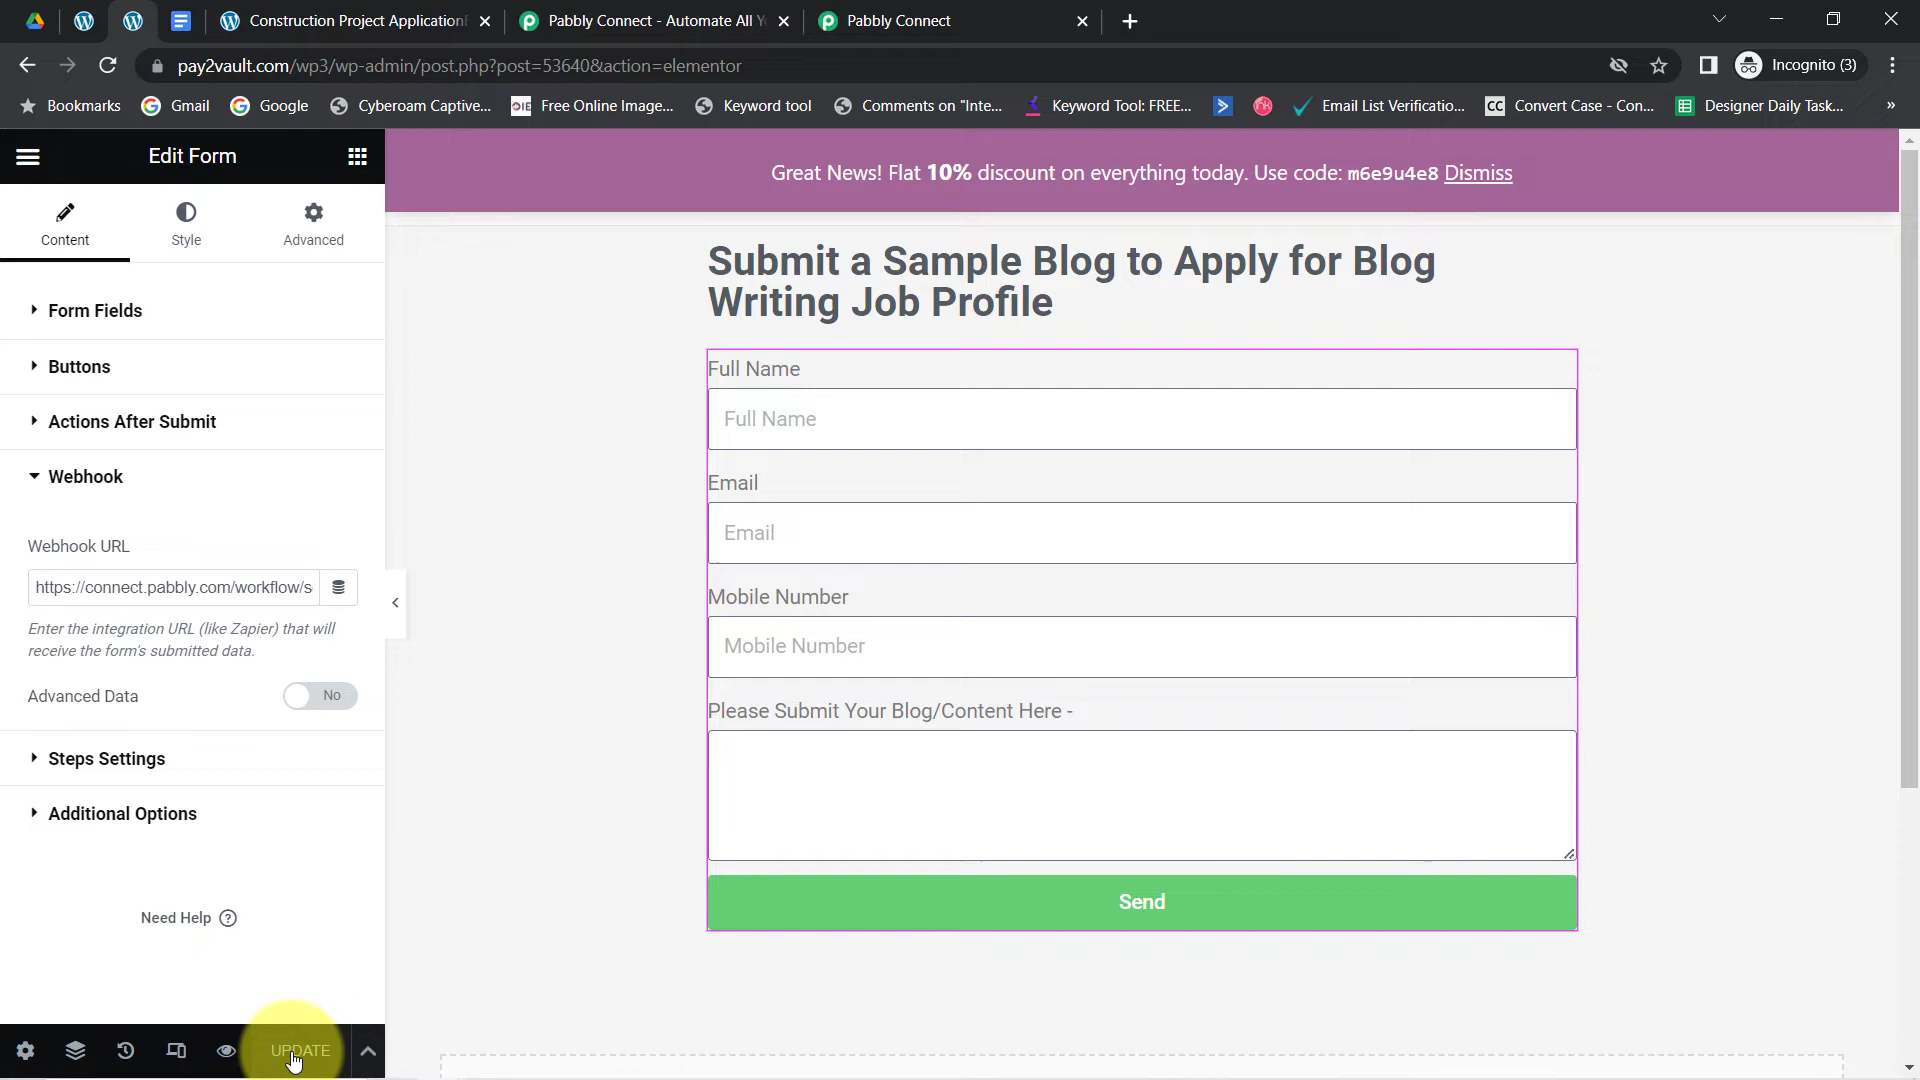 Construction Project Application
Pabbly Connect - Automate All Y
Pabbly Connect
pay2vault.com/wp3/wp-admin/post.php?post=53640&action=elementor
Incognito (3)
Bookmarks
Gmail
Google
Cyberoam Captive...
DIE
Free Online Image...
Keyword tool
Comments on "Inte...
Keyword Tool: FREE...
Email List Verificatio...
CC
Convert Case - Con...
Designer Daily Task...
»
Edit Form
Great News! Flat 10% discount on everything today. Use code: m6e9u4e8 Dismiss
Content
Style
Advanced
Form Fields
Buttons
Actions After Submit
Webhook
Webhook URL
https://connect.pabbly.com/workflow/s
Enter the integration URL (like Zapier) that will
receive the form's submitted data.
Advanced Data
No
Steps Settings
Additional Options
Need Help ?
UPDATE
Submit a Sample Blog to Apply for Blog
Writing Job Profile
Full Name
Full Name
Email
Email
Mobile Number
Mobile Number
Please Submit Your Blog/Content Here -
Send